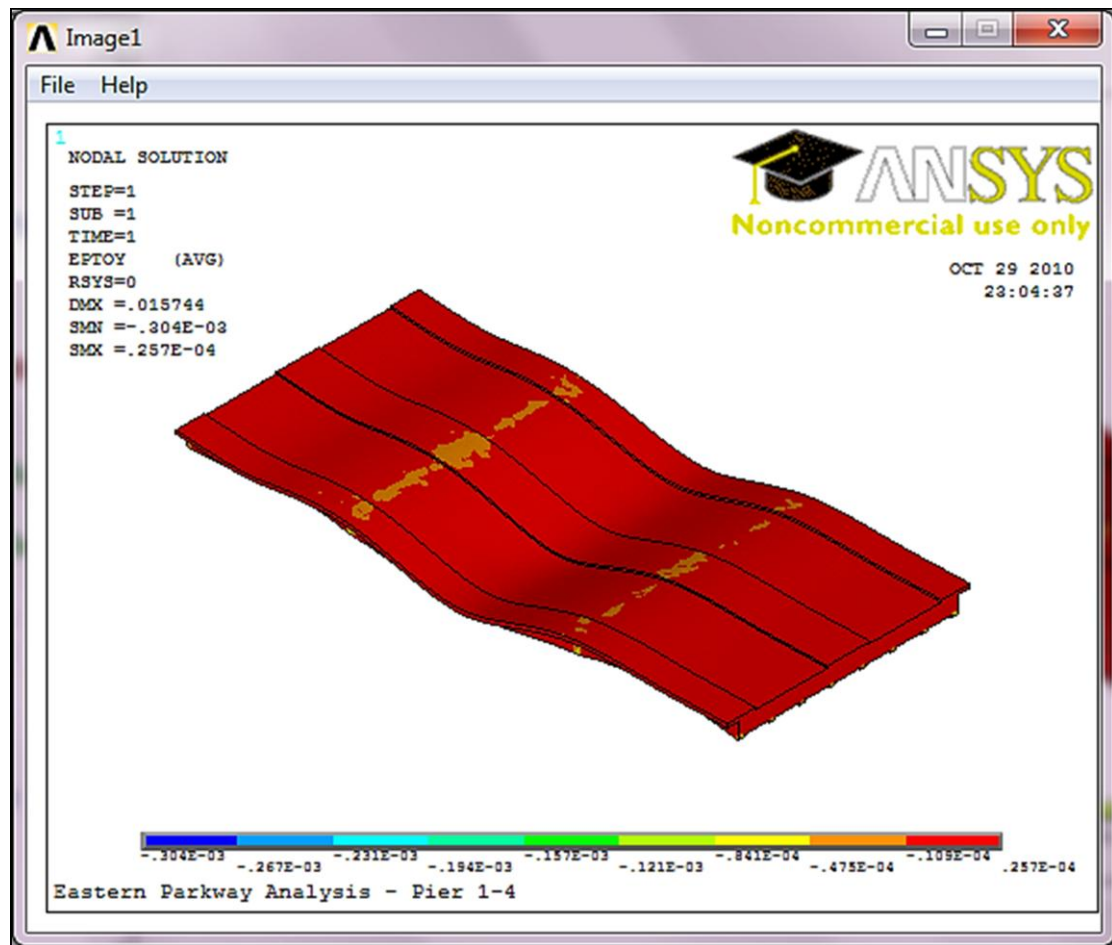 Image1
File Help
1
NODAL SOLUTION
STEP=1
SUB =1
TIME=1
EPTOY (AVG)
RSYS=0
DMX =.015744
SMN =-.304E-03
SMX =.257E-04
ANSYS
Noncommercial use only
OCT 29 2010
23:04:37
-.304E-03 -.231E-03 -.157E-03 -.841E-04 -.109E-04
-.267E-03 -.194E-03 -.121E-03 -.475E-04 .257E-04
Eastern Parkway Analysis - Pier 1-4